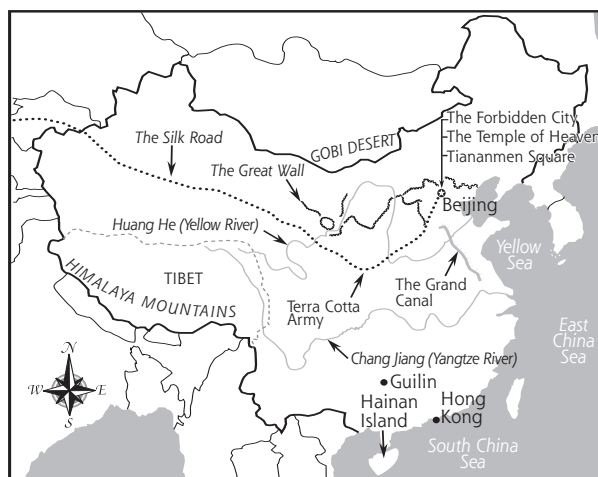 The Forbidden City
The Temple of Heaven
Tiananmen Square
The Silk Road
GOBI DESERT
The Great Wall
Beijing
Huang He (Yellow River)
Yellow
Sea
TIBET
HIMALAYA MOUNTAINS
The Grand
Canal
Terra Cotta
Army
East
China
Sea
Chang Jiang (Yangtze River)
N
W
E
S
Guilin
Hainan
Island
Hong
Kong
South China
Sea